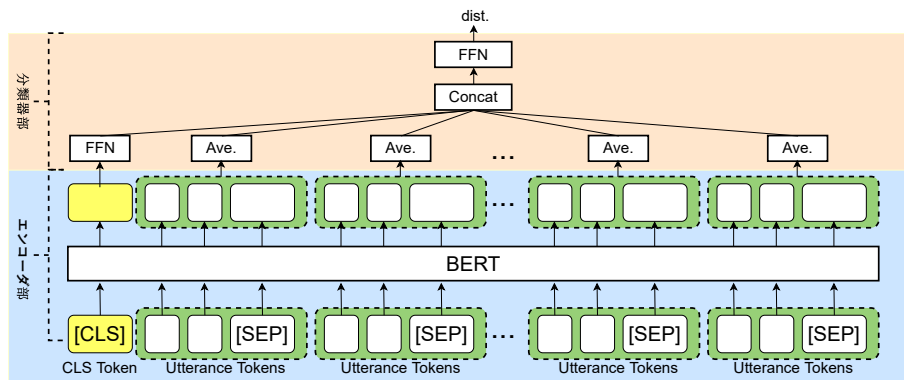 dist.
FFN
Concat
分類器部
FFN
Ave.
Ave.
...
Ave.
Ave.
エンコーダ部
...
BERT
[CLS]
[SEP]
[SEP]
...
[SEP]
[SEP]
CLS Token
Utterance Tokens
Utterance Tokens
Utterance Tokens
Utterance Tokens